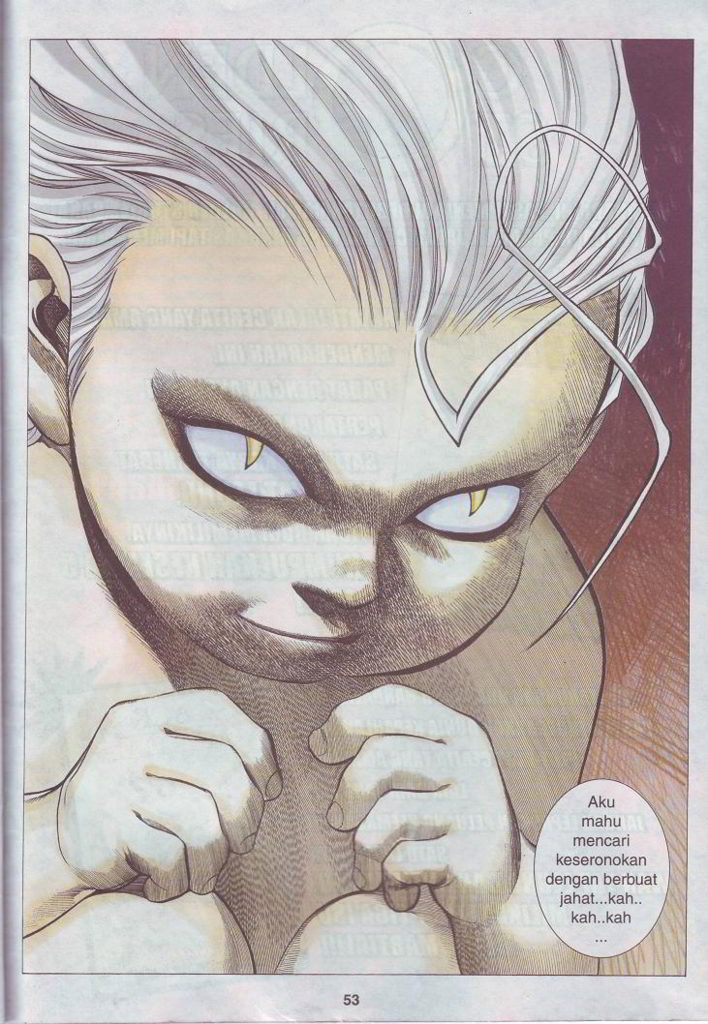 Aku
mahu
mencari
keseronokan
dengan berbuat
jahat...kah..
kah..kah
...
53